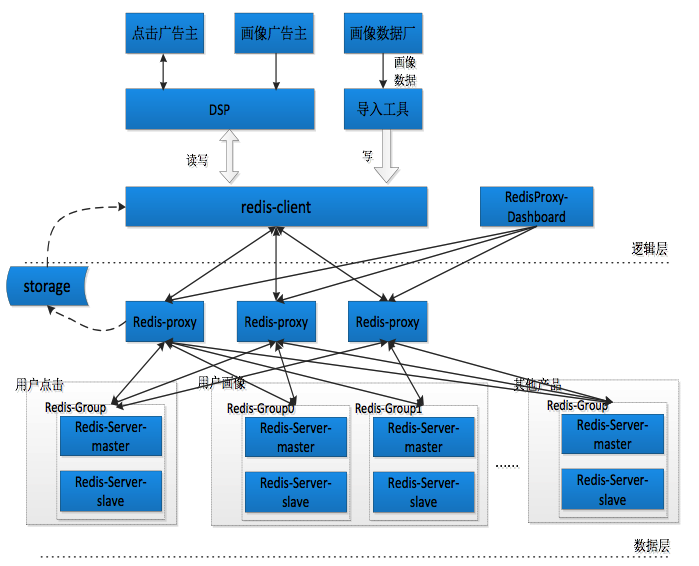 点击广告主
画像广告主
画像数据厂
画像
数据
DSP
导入工具
读写
写
redis-client
RedisProxy-
Dashboard
逻辑层
storage
Redis-proxy
Redis-proxy
Redis-proxy
用户点击
用户画像
其他产品
Redis-Group
Redis-Group0
Redis-Group1
Redis-Group
Redis-Server-
master
Redis-Server-
master
Redis-Server-
master
Redis-Server-
master
......
Redis-Server-
slave
Redis-Server-
slave
Redis-Server-
slave
Redis-Server-
slave
数据层